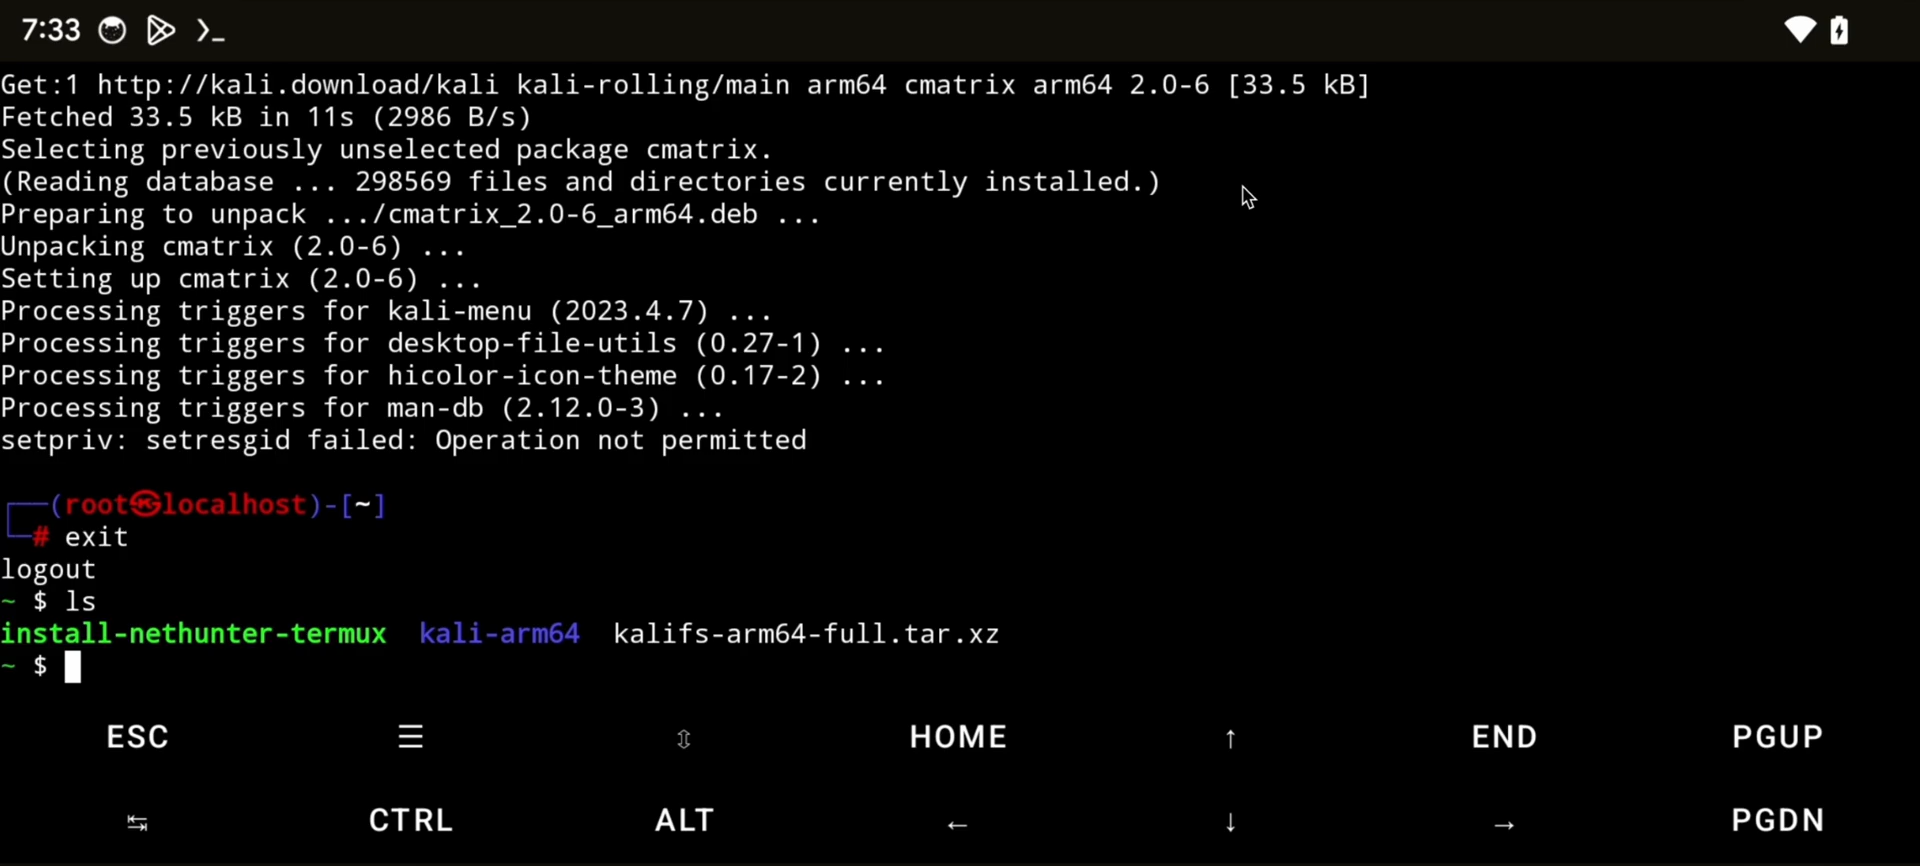 7:33
Get:1 http://kali.download/kali kali-rolling/main arm64 cmatrix arm64 2.0-6 [33.5 kB]
Fetched 33.5 kB in 11s (2986 B/s)
Selecting previously unselected package cmatrix.
(Reading database ... 298569 files and directories currently installed.)
Preparing to unpack .../cmatrix_2.0-6_arm64.deb ...
Unpacking cmatrix (2.0-6) ...
Setting up cmatrix (2.0-6) ...
Processing triggers for kali-menu (2023.4.7) ...
Processing triggers for desktop-file-utils (0.27-1) ...
Processing triggers for hicolor-icon-theme (0.17-2) ...
Processing triggers for man-db (2.12.0-3) ...
setpriv: setresgid failed: Operation not permitted
┌──(root㉿localhost)-[~]
└─# exit
logout
~ $ ls
install-nethunter-termux kali-arm64 kalifs-arm64-full.tar.xz
~ $
ESC ☰ ⇳ HOME ↑ END PGUP
⇆ CTRL ALT ← ↓ → PGDN